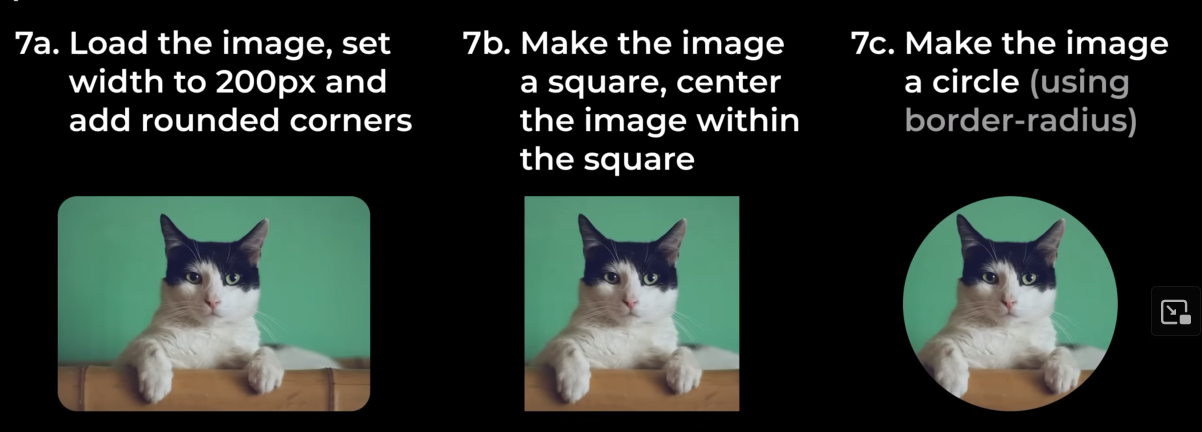 7a. Load the image, set
width to 200px and
add rounded corners
7b. Make the image
a square, center
the image within
the square
7c. Make the image
a circle (using
border-radius)